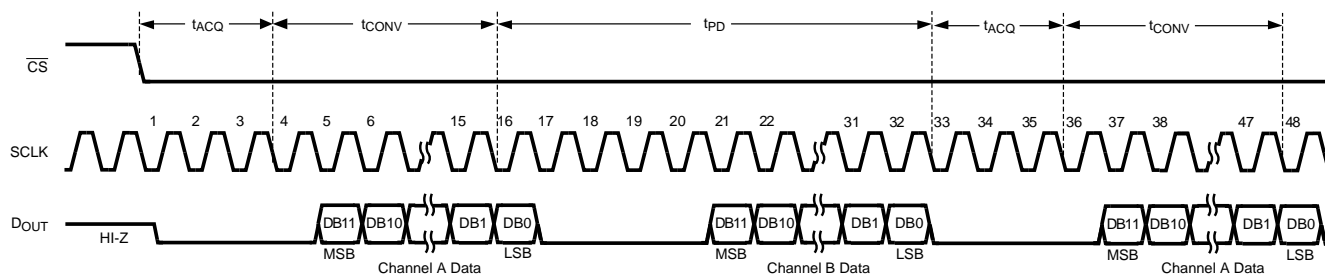 tACQ tCONV tPD tACQ tCONV
CS
1 2 3 4 5 6 15 16 17 18 19 20 21 22 31 32 33 34 35 36 37 38 47 48
SCLK
DOUT
HI-Z
DB11 DB10 DB1 DB0 DB11 DB10 DB1 DB0 DB11 DB10 DB1 DB0
MSB LSB MSB LSB MSB LSB
Channel A Data Channel B Data Channel A Data